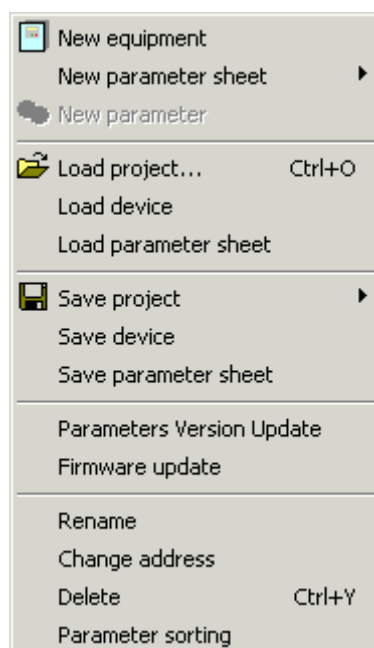 New equipment
New parameter sheet
New parameter
Load project... Ctrl+O
Load device
Load parameter sheet
Save project
Save device
Save parameter sheet
Parameters Version Update
Firmware update
Rename
Change address
Delete Ctrl+Y
Parameter sorting